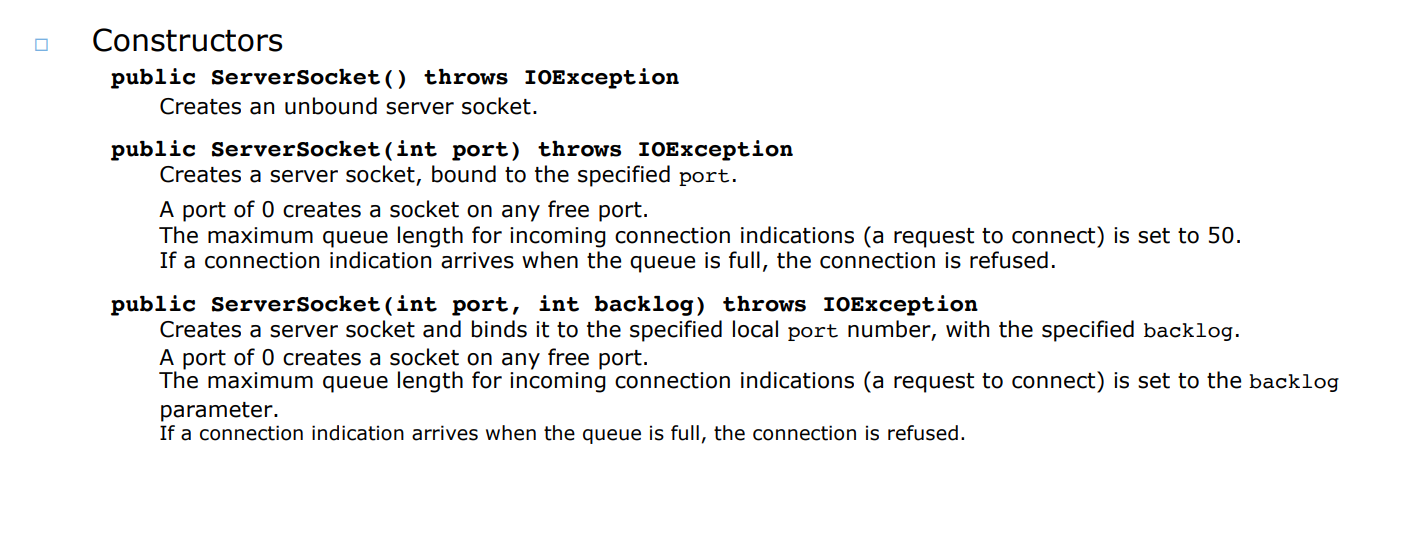 Constructors
public ServerSocket() throws IOException
Creates an unbound server socket.
public ServerSocket(int port) throws IOException
Creates a server socket, bound to the specified port.
A port of 0 creates a socket on any free port.
The maximum queue length for incoming connection indications (a request to connect) is set to 50.
If a connection indication arrives when the queue is full, the connection is refused.
public ServerSocket(int port, int backlog) throws IOException
Creates a server socket and binds it to the specified local port number, with the specified backlog.
A port of 0 creates a socket on any free port.
The maximum queue length for incoming connection indications (a request to connect) is set to the backlog
parameter.
If a connection indication arrives when the queue is full, the connection is refused.